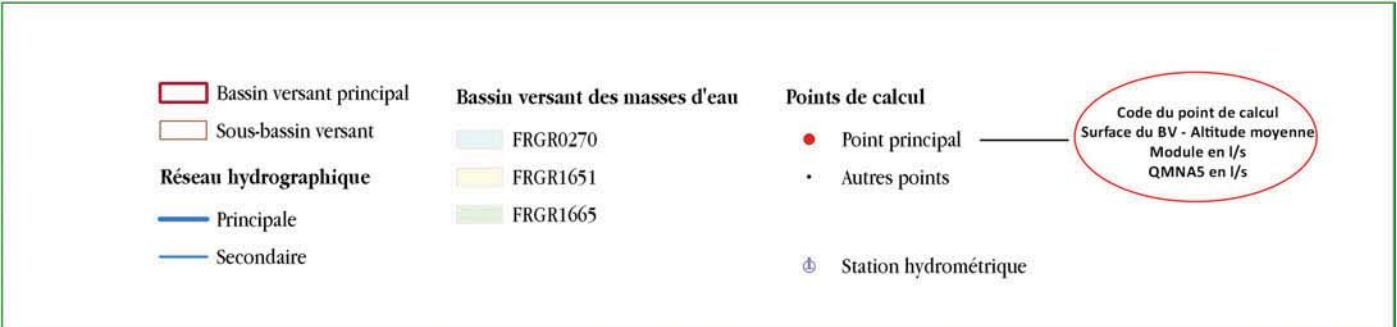 Bassin versant principal
Sous-bassin versant
Réseau hydrographique
Principale
Secondaire
Bassin versant des masses d'eau
FRGR0270
FRGR1651
FRGR1665
Points de calcul
Point principal
Autres points
Station hydrométrique
Code du point de calcul
Surface du BV - Altitude moyenne
Module en l/s
QMNA5 en l/s